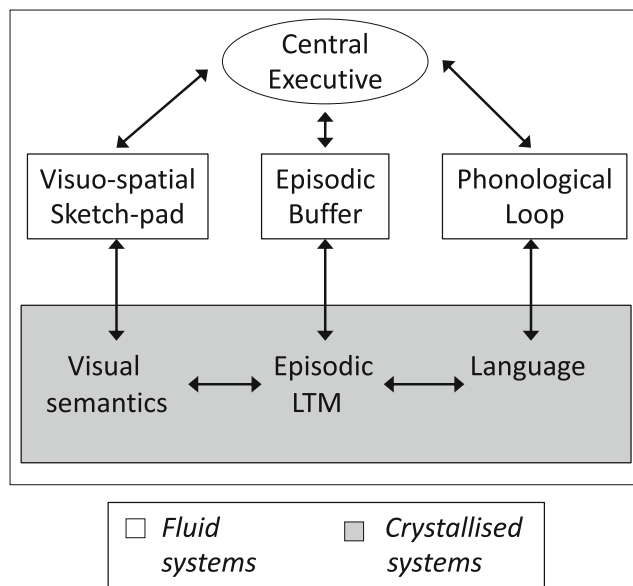 Central
Executive
Visuo-spatial
Sketch-pad
Episodic
Buffer
Phonological
Loop
Visual
semantics
Episodic
LTM
Language
Fluid
systems
Crystallised
systems